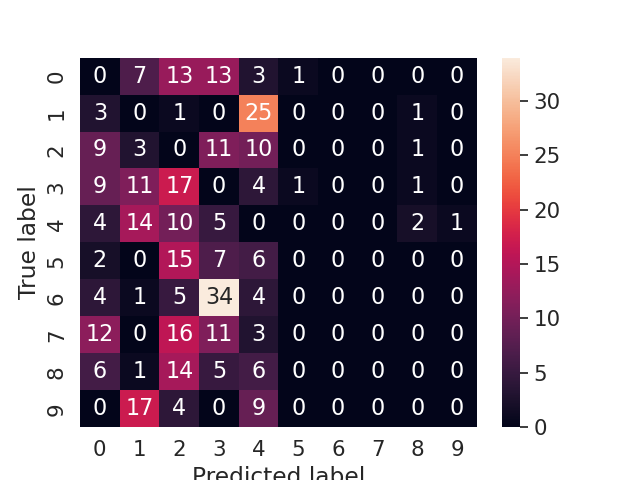 True label
0 0 7 13 13 3 1 0 0 0 0
1 3 0 1 0 25 0 0 0 1 0
2 9 3 0 11 10 0 0 0 1 0
3 9 11 17 0 4 1 0 0 1 0
4 4 14 10 5 0 0 0 0 2 1
5 2 0 15 7 6 0 0 0 0 0
6 4 1 5 34 4 0 0 0 0 0
7 12 0 16 11 3 0 0 0 0 0
8 6 1 14 5 6 0 0 0 0 0
9 0 17 4 0 9 0 0 0 0 0
0 1 2 3 4 5 6 7 8 9
Predicted label
30
25
20
15
10
5
0